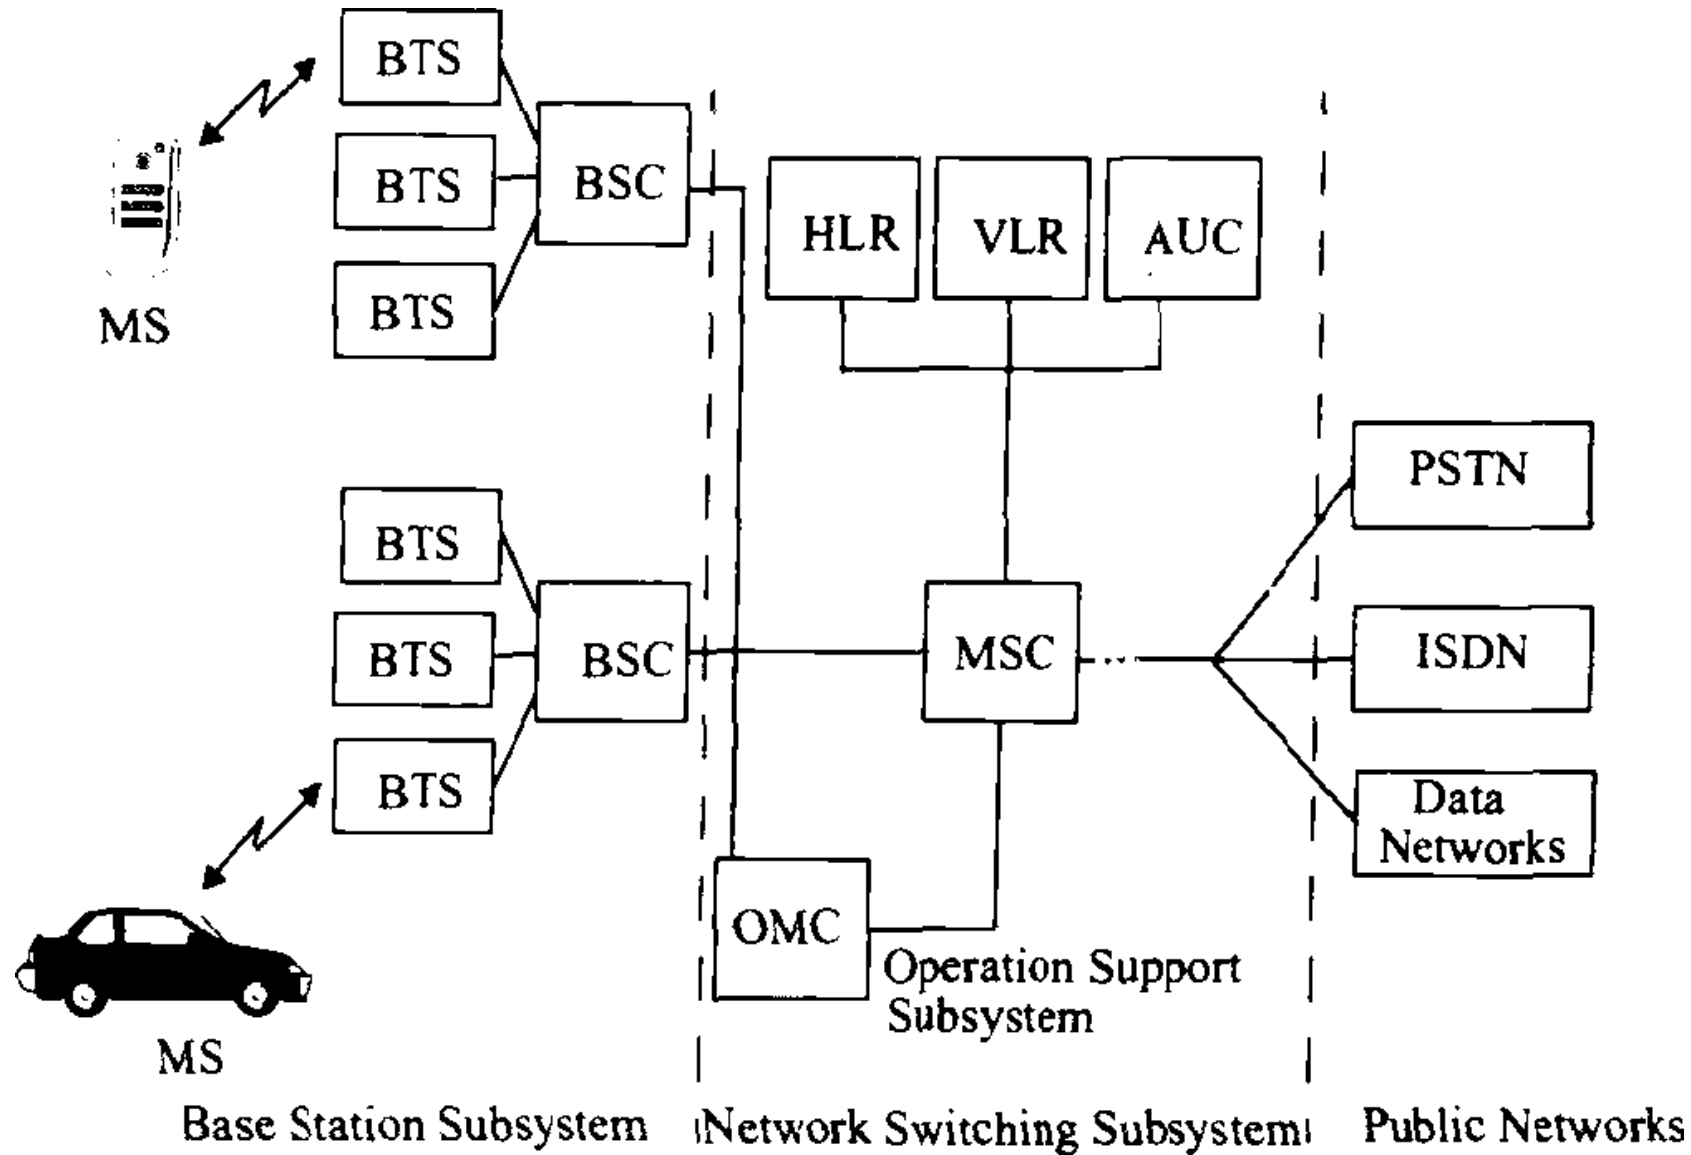 BTS
BTS
BTS
BSC
MS
HLR
VLR
AUC
BTS
BTS
BTS
BSC
MSC
PSTN
ISDN
Data
Networks
OMC
Operation Support
Subsystem
MS
Base Station Subsystem
Network Switching Subsystem
Public Networks